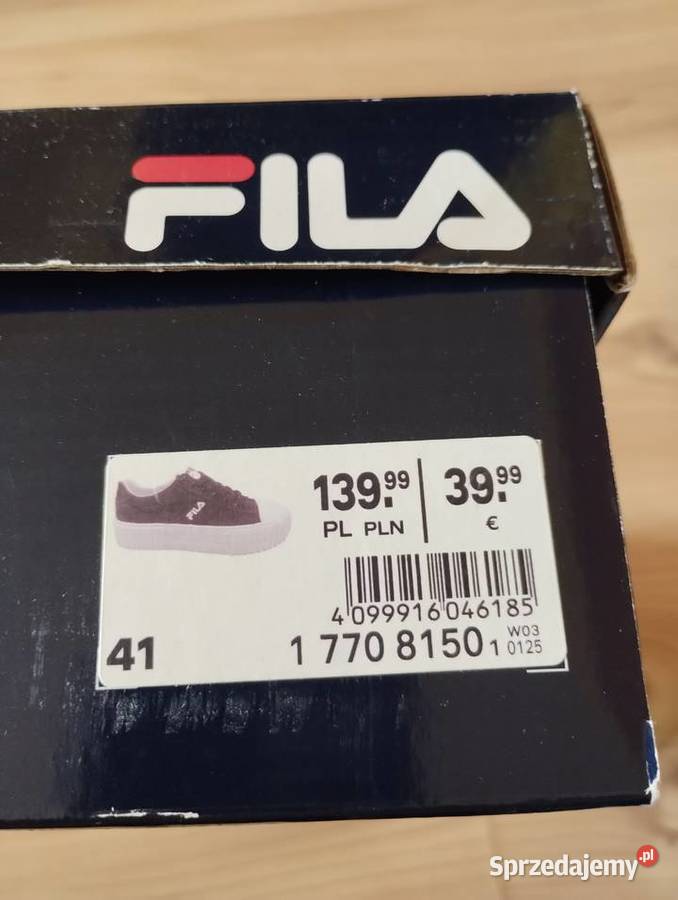 FILA
FILA
139.99 39.99
PL PLN €
4 099916 046185
41
1 770 8150 1 W03
0125
Sprzedajemy.pl